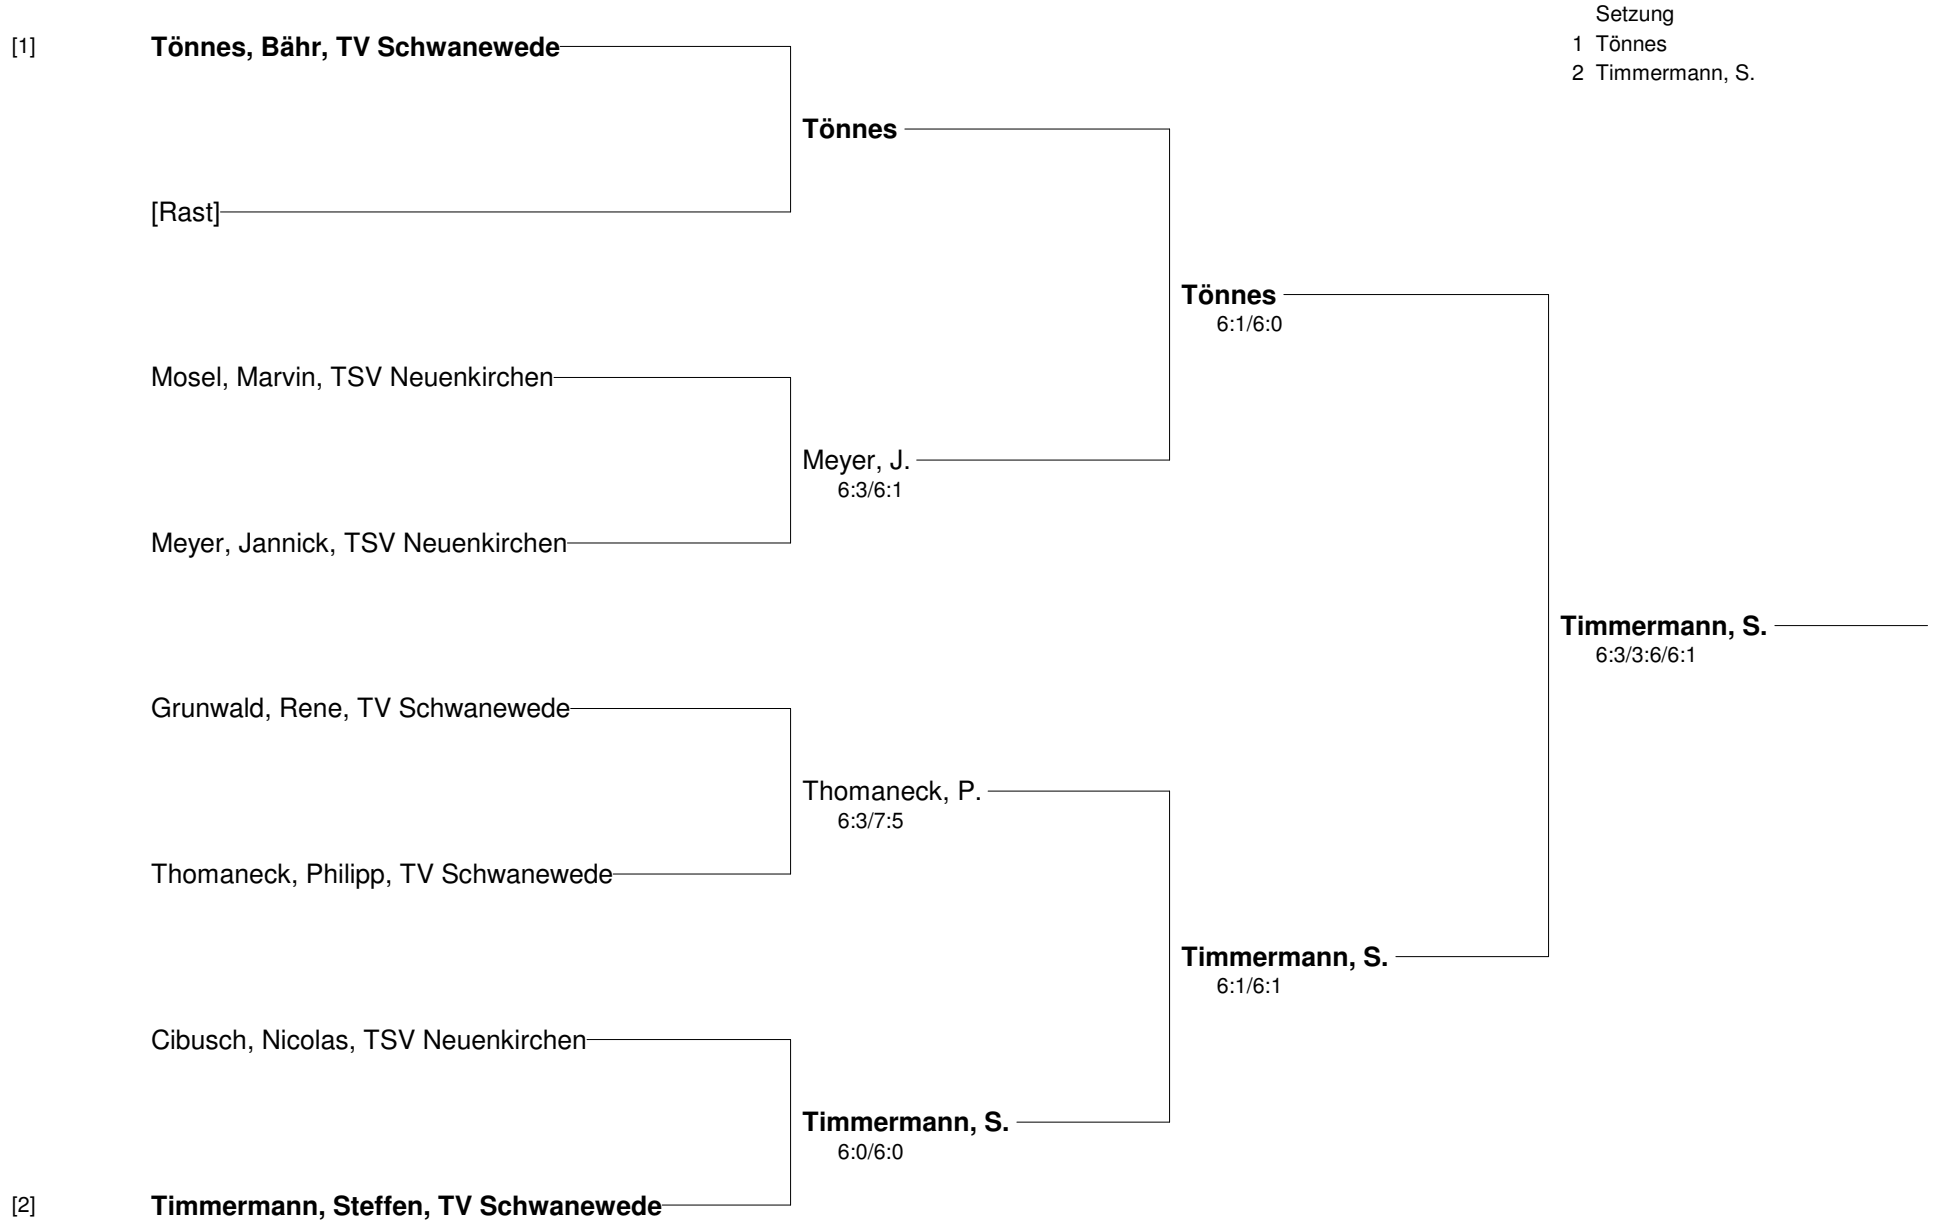 Setzung
1 Tönnes
2 Timmermann, S.
[1] Tönnes, Bähr, TV Schwanewede
Tönnes
[Rast]
Tönnes
6:1/6:0
Mosel, Marvin, TSV Neuenkirchen
Meyer, J.
6:3/6:1
Meyer, Jannick, TSV Neuenkirchen
Timmermann, S.
6:3/3:6/6:1
Grunwald, Rene, TV Schwanewede
Thomaneck, P.
6:3/7:5
Thomaneck, Philipp, TV Schwanewede
Timmermann, S.
6:1/6:1
Cibusch, Nicolas, TSV Neuenkirchen
Timmermann, S.
6:0/6:0
[2] Timmermann, Steffen, TV Schwanewede